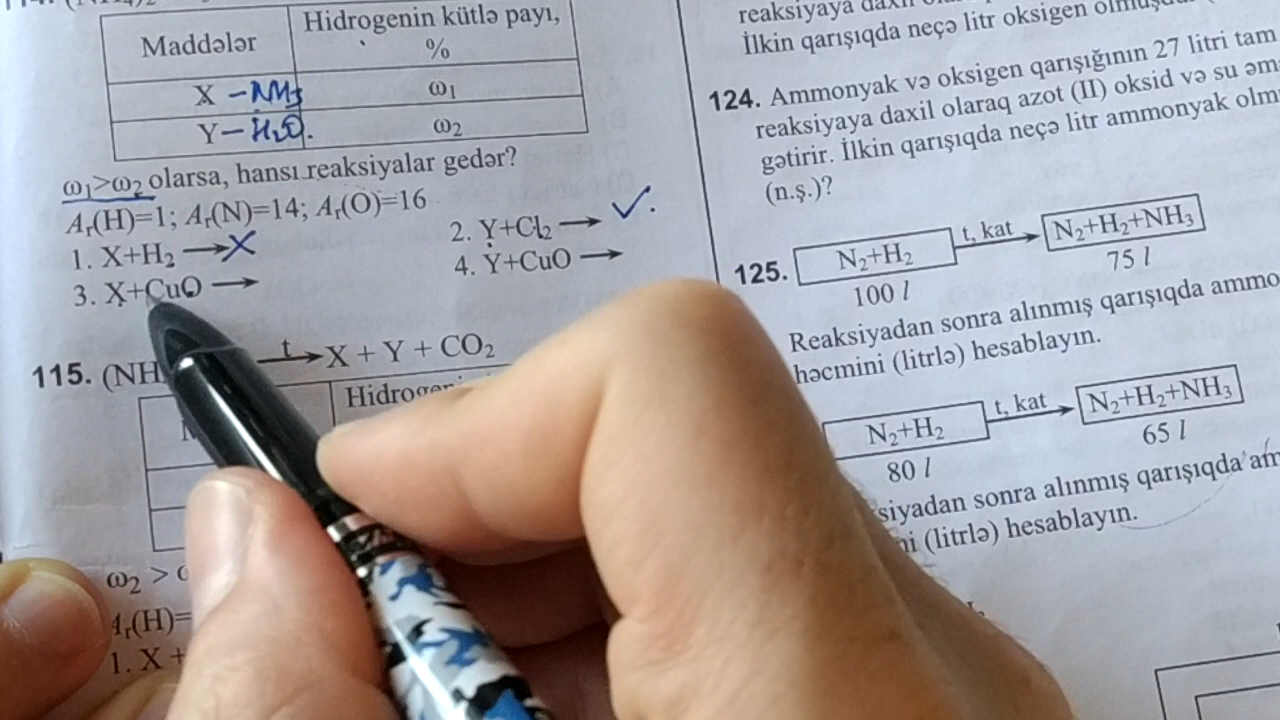 Maddələr
Hidrogenin kütlə payı,
%
X – NH₃
ω₁
Y – H₂O.
ω₂
ω₁>ω₂ olarsa, hansı reaksiyalar gedər?
Aᵣ(H)=1; Aᵣ(N)=14; Aᵣ(O)=16
1. X+H₂ → X
2. Y+Cl₂ → ✓.
3. X+CuO →
4. Y+CuO →
115. (NH
t → X + Y + CO₂
ω₂ >
Aᵣ(H)=
1. X +
reaksiyaya
İlkin qarışıqda neçə litr oksigen
124. Ammonyak və oksigen qarışığının 27 litri tam
reaksiyaya daxil olaraq azot (II) oksid və su əm
gətirir. İlkin qarışıqda neçə litr ammonyak olm
(n.ş.)?
125. N₂+H₂ t, kat → N₂+H₂+NH₃
100 l
75 l
Reaksiyadan sonra alınmış qarışıqda ammo
həcmini (litrlə) hesablayın.
N₂+H₂ t, kat → N₂+H₂+NH₃
80 l
65 l
siyadan sonra alınmış qarışıqda am
ni (litrlə) hesablayın.